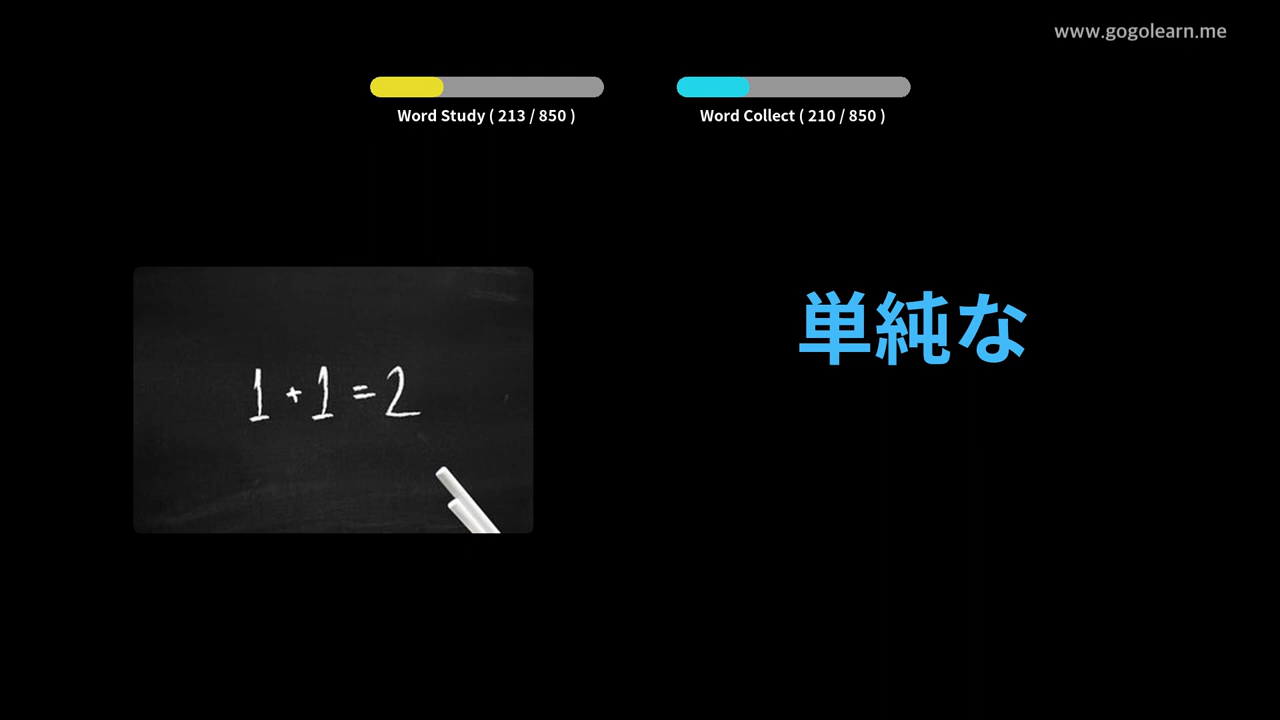 www.gogolearn.me
Word Study ( 213 / 850 )
Word Collect ( 210 / 850 )
単純な
1 + 1 = 2